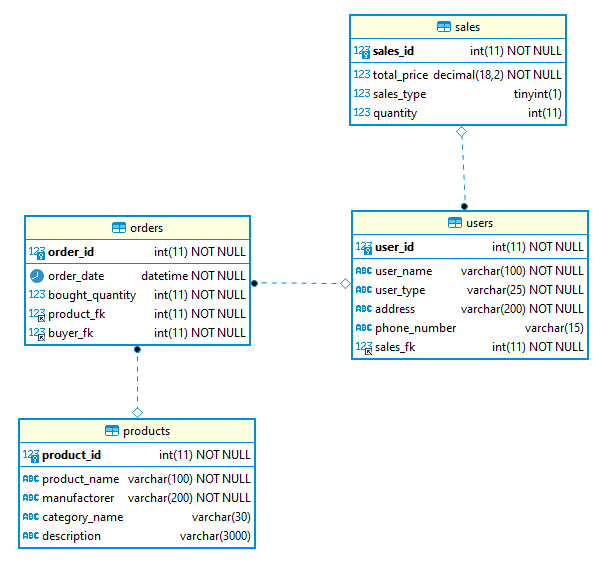 sales
123 sales_id int(11) NOT NULL
123 total_price decimal(18,2) NOT NULL
123 sales_type tinyint(1)
123 quantity int(11)
orders
123 order_id int(11) NOT NULL
order_date datetime NOT NULL
123 bought_quantity int(11) NOT NULL
123 product_fk int(11) NOT NULL
123 buyer_fk int(11) NOT NULL
users
123 user_id int(11) NOT NULL
ABC user_name varchar(100) NOT NULL
ABC user_type varchar(25) NOT NULL
ABC address varchar(200) NOT NULL
ABC phone_number varchar(15)
123 sales_fk int(11) NOT NULL
products
123 product_id int(11) NOT NULL
ABC product_name varchar(100) NOT NULL
ABC manufactorer varchar(200) NOT NULL
ABC category_name varchar(30)
ABC description varchar(3000)